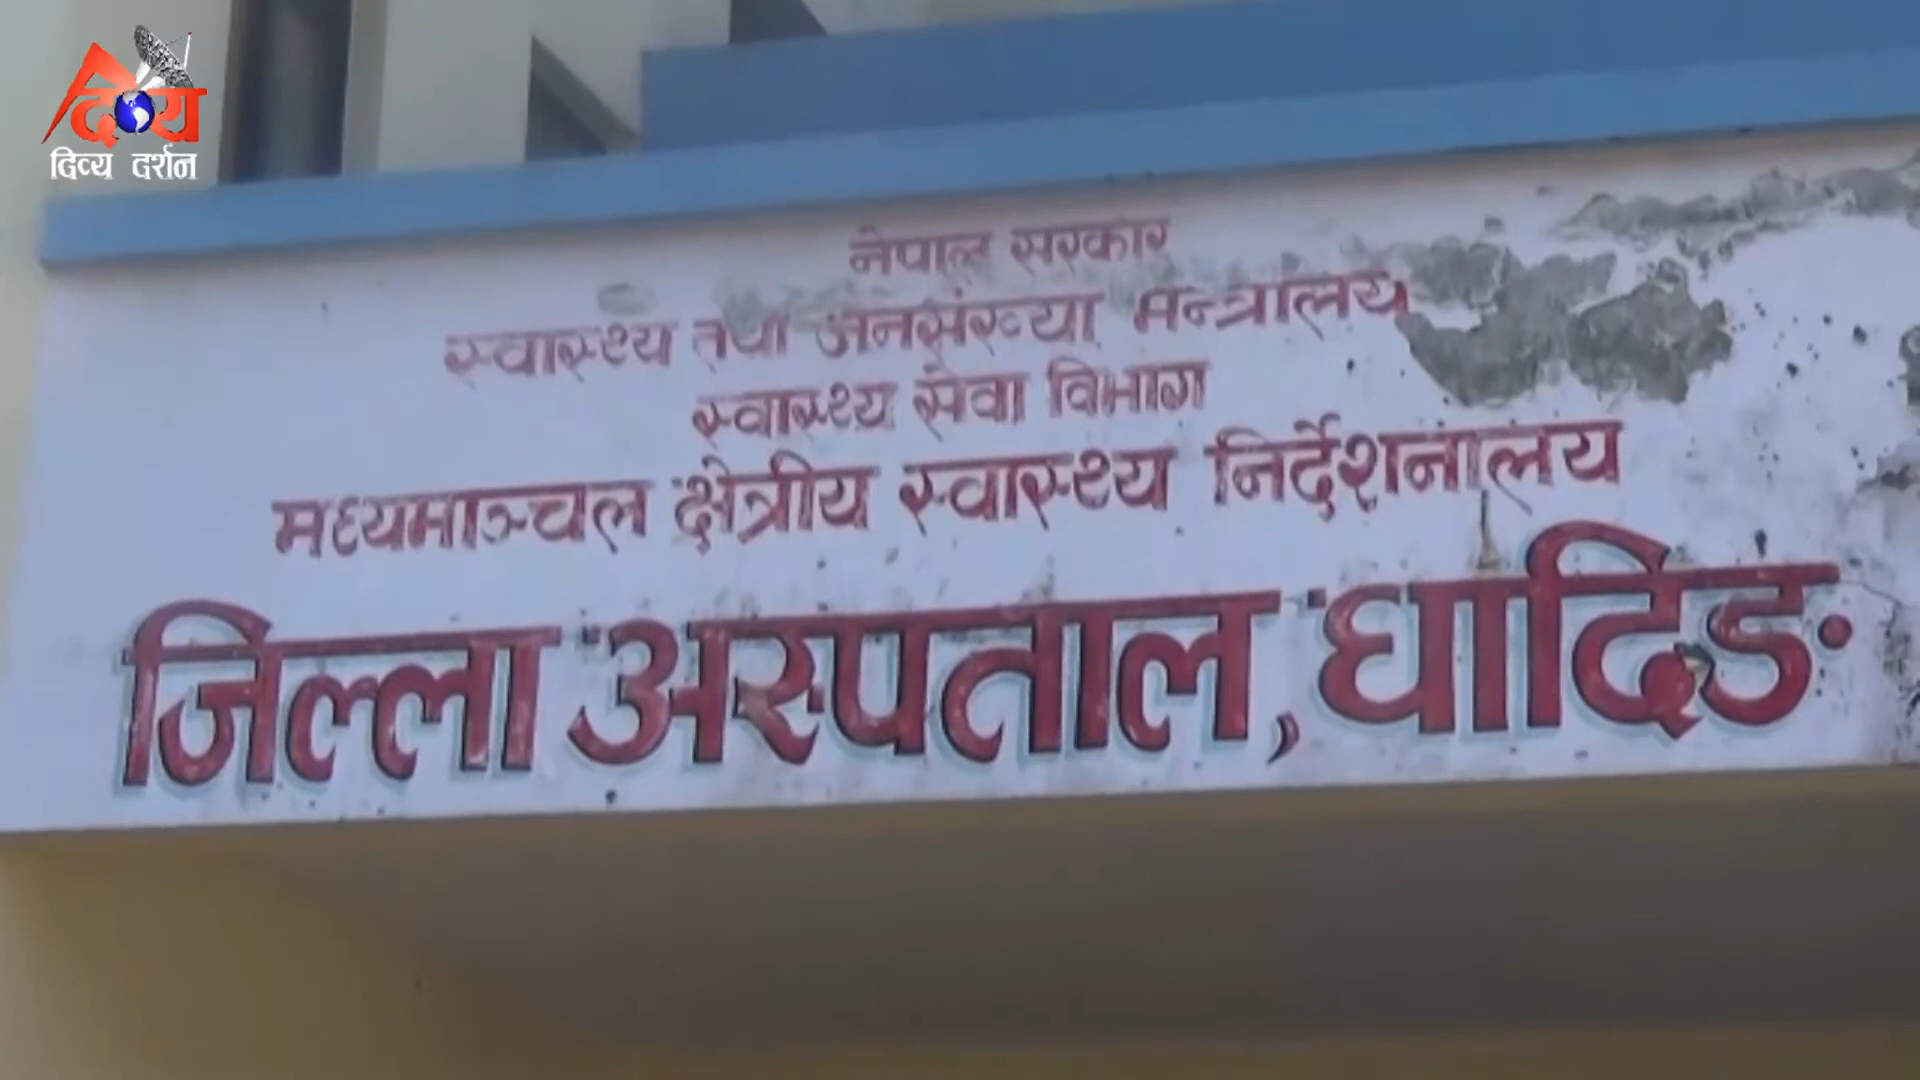 दिव्य
दिव्य दर्शन
नेपाल सरकार
स्वास्थ्य तथा जनसंख्या मन्त्रालय
स्वास्थ्य सेवा विभाग
मध्यमाञ्चल क्षेत्रीय स्वास्थ्य निर्देशनालय
जिल्ला अस्पताल, धादिङ